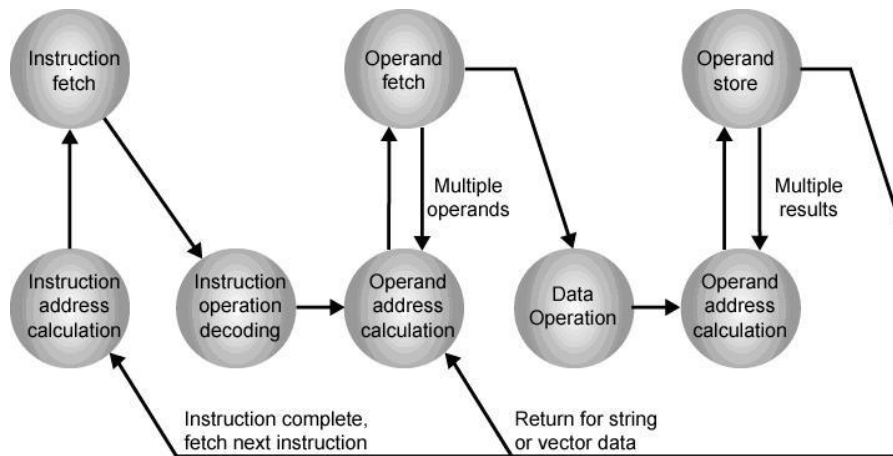 Instruction
fetch
Operand
fetch
Operand
store
Multiple
operands
Multiple
results
Instruction
address
calculation
Instruction
operation
decoding
Operand
address
calculation
Data
Operation
Operand
address
calculation
Instruction complete,
fetch next instruction
Return for string
or vector data